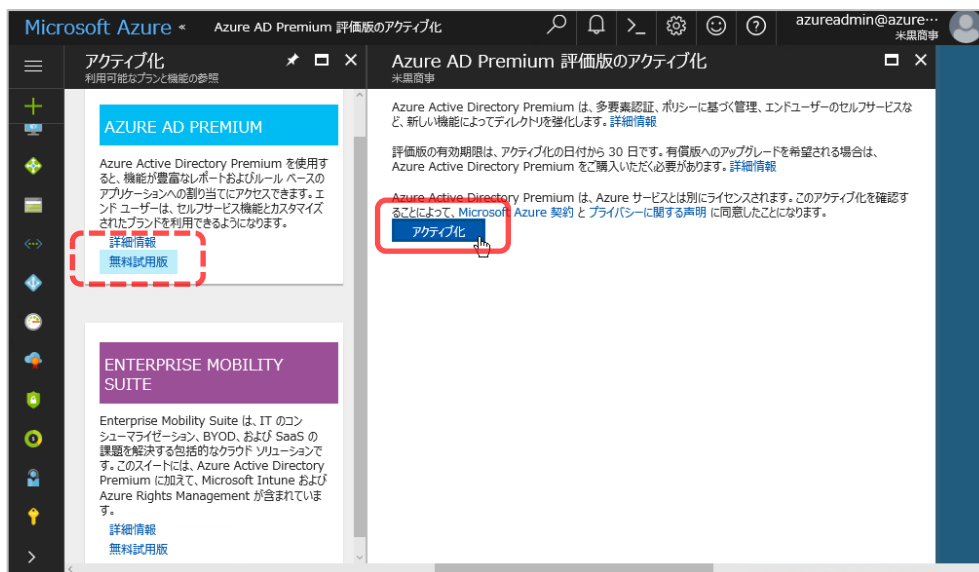 Microsoft Azure «
Azure AD Premium 評価版のアクティブ化
azureadmin@azure…
米黒商事
アクティブ化
利用可能なプランと機能の参照
AZURE AD PREMIUM
Azure Active Directory Premium を使用す
ると、機能が豊富なレポートおよびルール ベースの
アプリケーションへの割り当てにアクセスできます。エ
ンド ユーザーは、セルフサービス機能とカスタマイズ
されたブランドを利用できるようになります。
詳細情報
無料試用版
ENTERPRISE MOBILITY
SUITE
Enterprise Mobility Suite は、IT のコン
シューマライゼーション、BYOD、および SaaS の
課題を解決する包括的なクラウド ソリューションで
す。このスイートには、Azure Active Directory
Premium に加えて、Microsoft Intune および
Azure Rights Management が含まれていま
す。
詳細情報
無料試用版
Azure AD Premium 評価版のアクティブ化
米黒商事
Azure Active Directory Premium は、多要素認証、ポリシーに基づく管理、エンドユーザーのセルフサービスな
ど、新しい機能によってディレクトリを強化します。詳細情報
評価版の有効期限は、アクティブ化の日付から 30 日です。有償版へのアップグレードを希望される場合は、
Azure Active Directory Premium をご購入いただく必要があります。詳細情報
Azure Active Directory Premium は、Azure サービスとは別にライセンスされます。このアクティブ化を確認す
ることによって、Microsoft Azure 契約 と プライバシーに関する声明 に同意したことになります。
アクティブ化